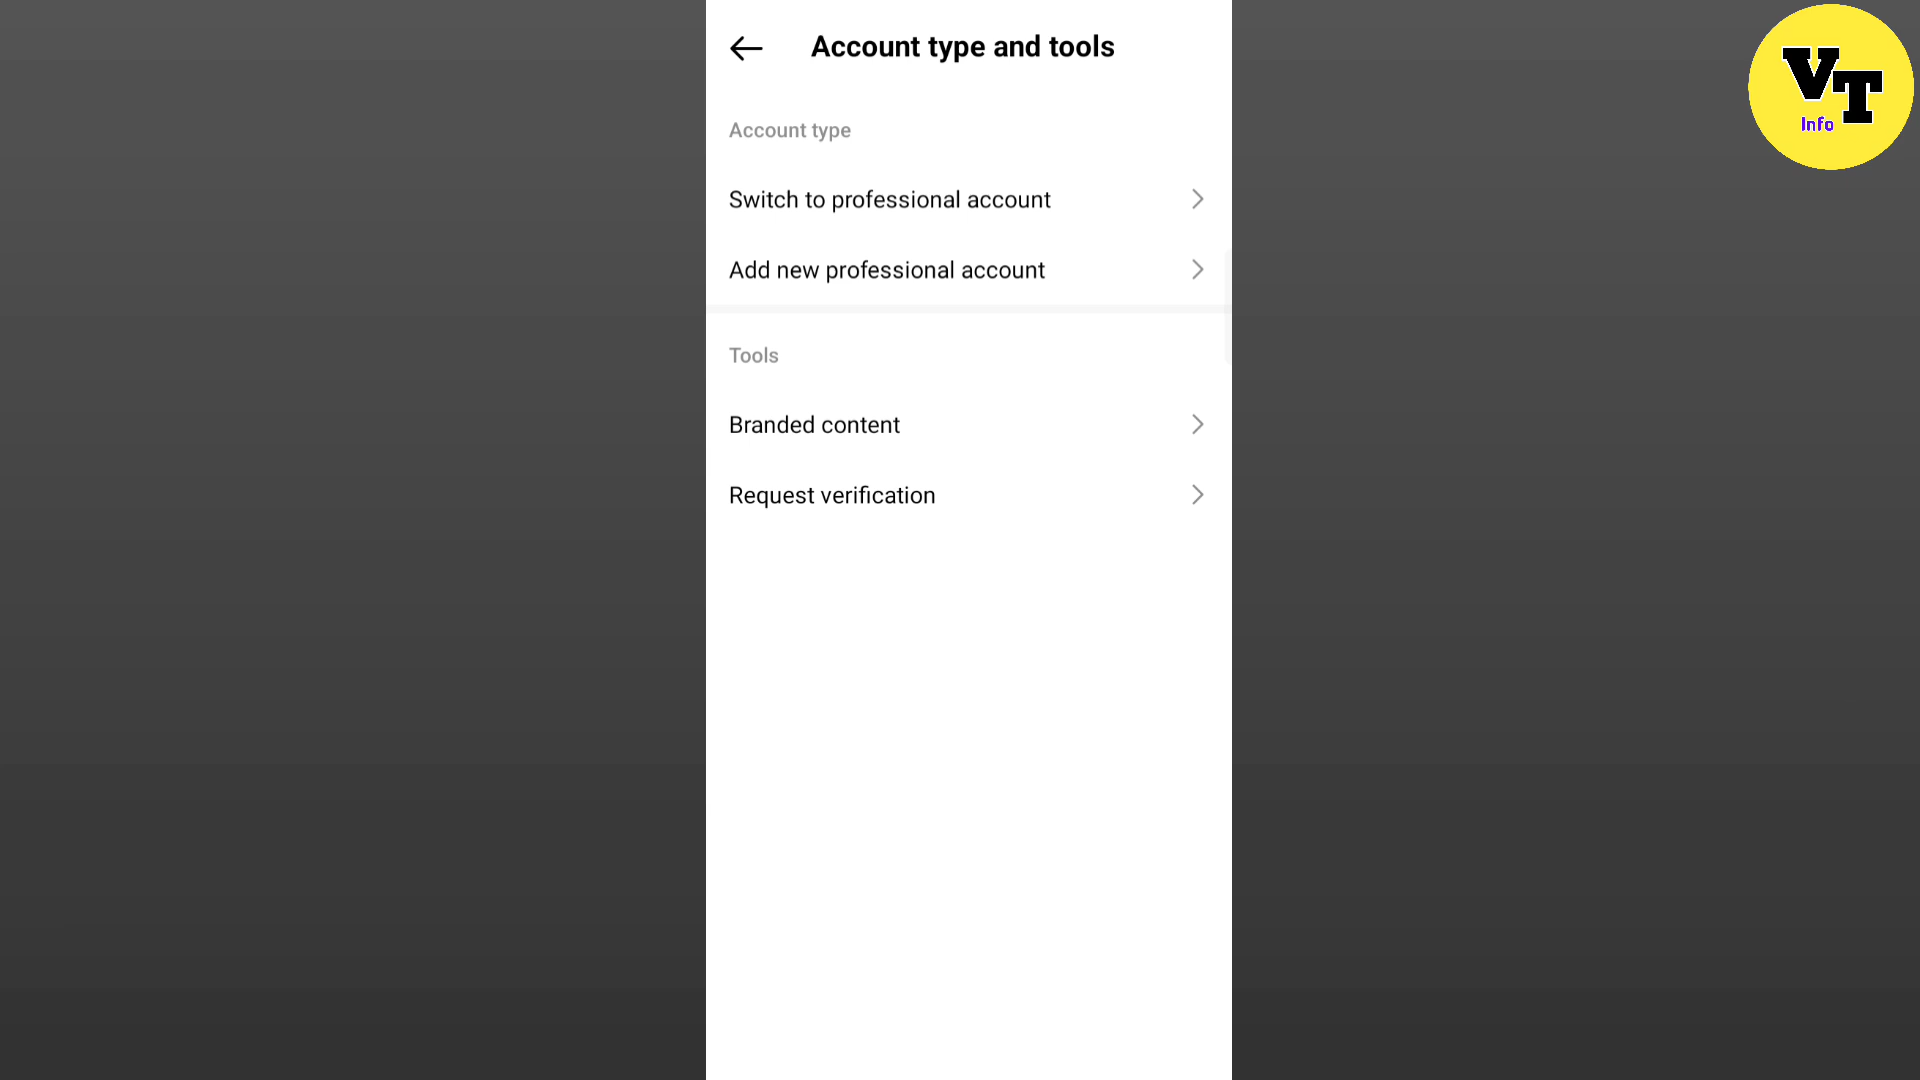 Account type and tools
Account type
Switch to professional account
Add new professional account
Tools
Branded content
Request verification
VT
Info